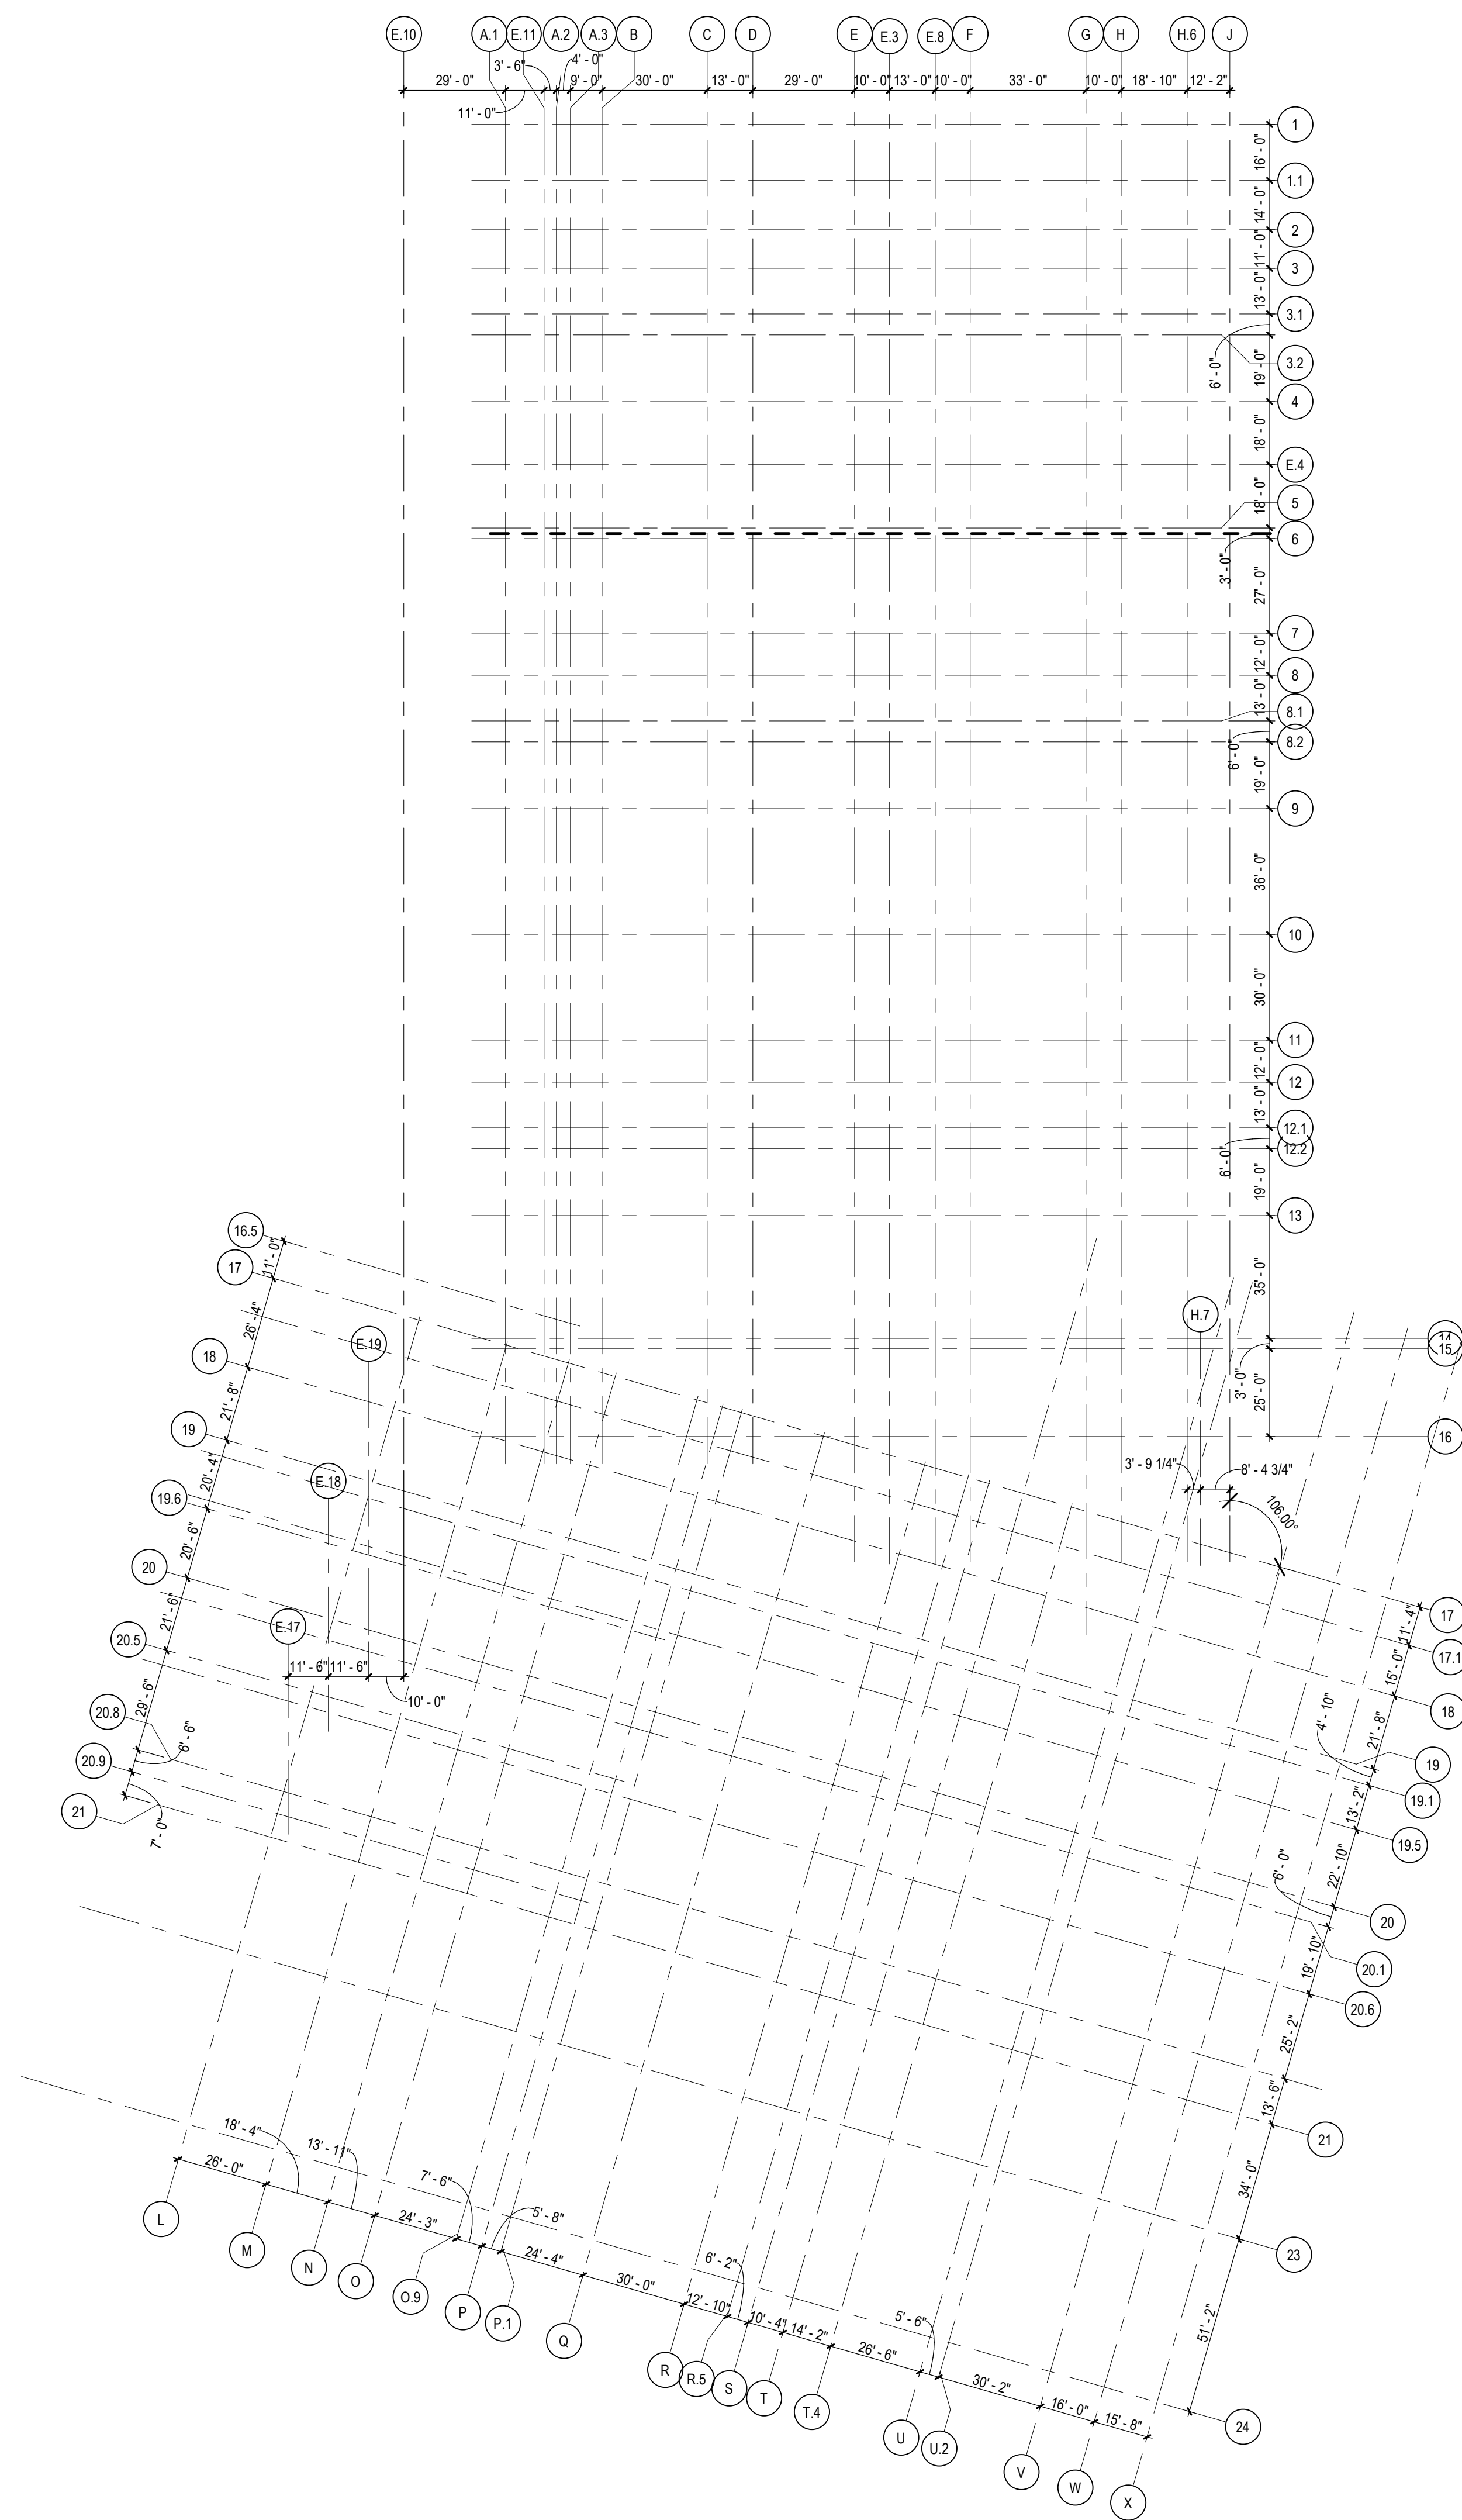 E.10 A.1 E.11 A.2 A.3 B C D E E.3 E.8 F G H H.6 J
29' - 0" 3' - 6" 4' - 0" 9' - 0" 30' - 0" 13' - 0" 29' - 0" 10' - 0" 13' - 0" 10' - 0" 33' - 0" 10' - 0" 18' - 10" 12' - 2"
11' - 0"
1
16' - 0"
1.1
14' - 0"
2
11' - 0"
3
13' - 0"
3.1
6' - 0"
3.2
19' - 0"
4
18' - 0"
E.4
18' - 0"
5
6
3' - 0"
27' - 0"
7
12' - 0"
8
13' - 0"
8.1
6' - 0"
8.2
19' - 0"
9
36' - 0"
10
30' - 0"
11
12' - 0"
12
13' - 0"
12.1
6' - 0"
12.2
19' - 0"
13
35' - 0"
14
15
3' - 0"
25' - 0"
16
H.7
3' - 9 1/4" 8' - 4 3/4"
106.00°
16.5
11' - 0"
17
26' - 4"
18
21' - 8"
19
20' - 4"
19.6
20' - 6"
20
21' - 6"
20.5
29' - 6"
20.8
6' - 6"
20.9
7' - 0"
21
E.19
E.18
E.17
11' - 6" 11' - 6"
10' - 0"
17
11' - 4"
17.1
15' - 0"
18
21' - 8"
19
4' - 10"
19.1
13' - 2"
19.5
22' - 10"
20
6' - 0"
20.1
19' - 10"
20.6
25' - 2"
13' - 6"
21
34' - 0"
23
51' - 2"
24
26' - 0" 18' - 4" 13' - 11" 24' - 3" 7' - 6" 5' - 8" 24' - 4" 30' - 0" 12' - 10" 6' - 2" 10' - 4" 14' - 2" 26' - 6" 5' - 6" 30' - 2" 16' - 0" 15' - 8"
L M N O O.9 P P.1 Q R R.5 S T T.4 U U.2 V W X